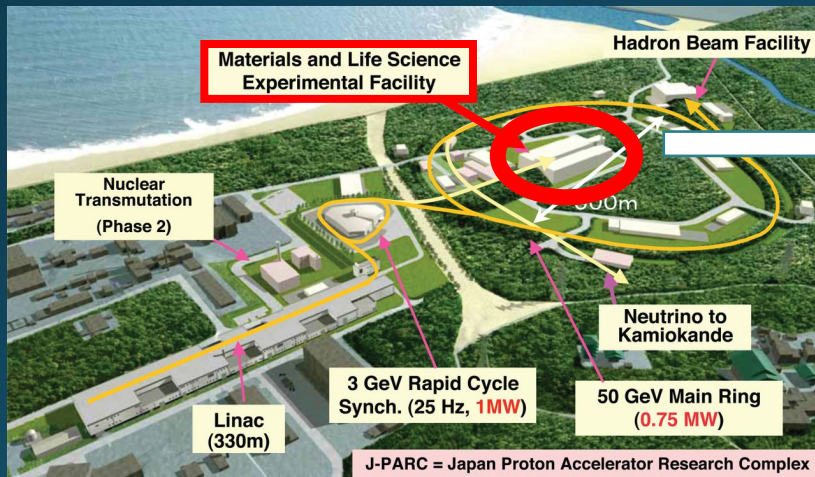 Materials and Life Science
Experimental Facility
Hadron Beam Facility
Nuclear
Transmutation
(Phase 2)
Neutrino to
Kamiokande
3 GeV Rapid Cycle
Synch. (25 Hz, 1MW)
50 GeV Main Ring
(0.75 MW)
Linac
(330m)
J-PARC = Japan Proton Accelerator Research Complex